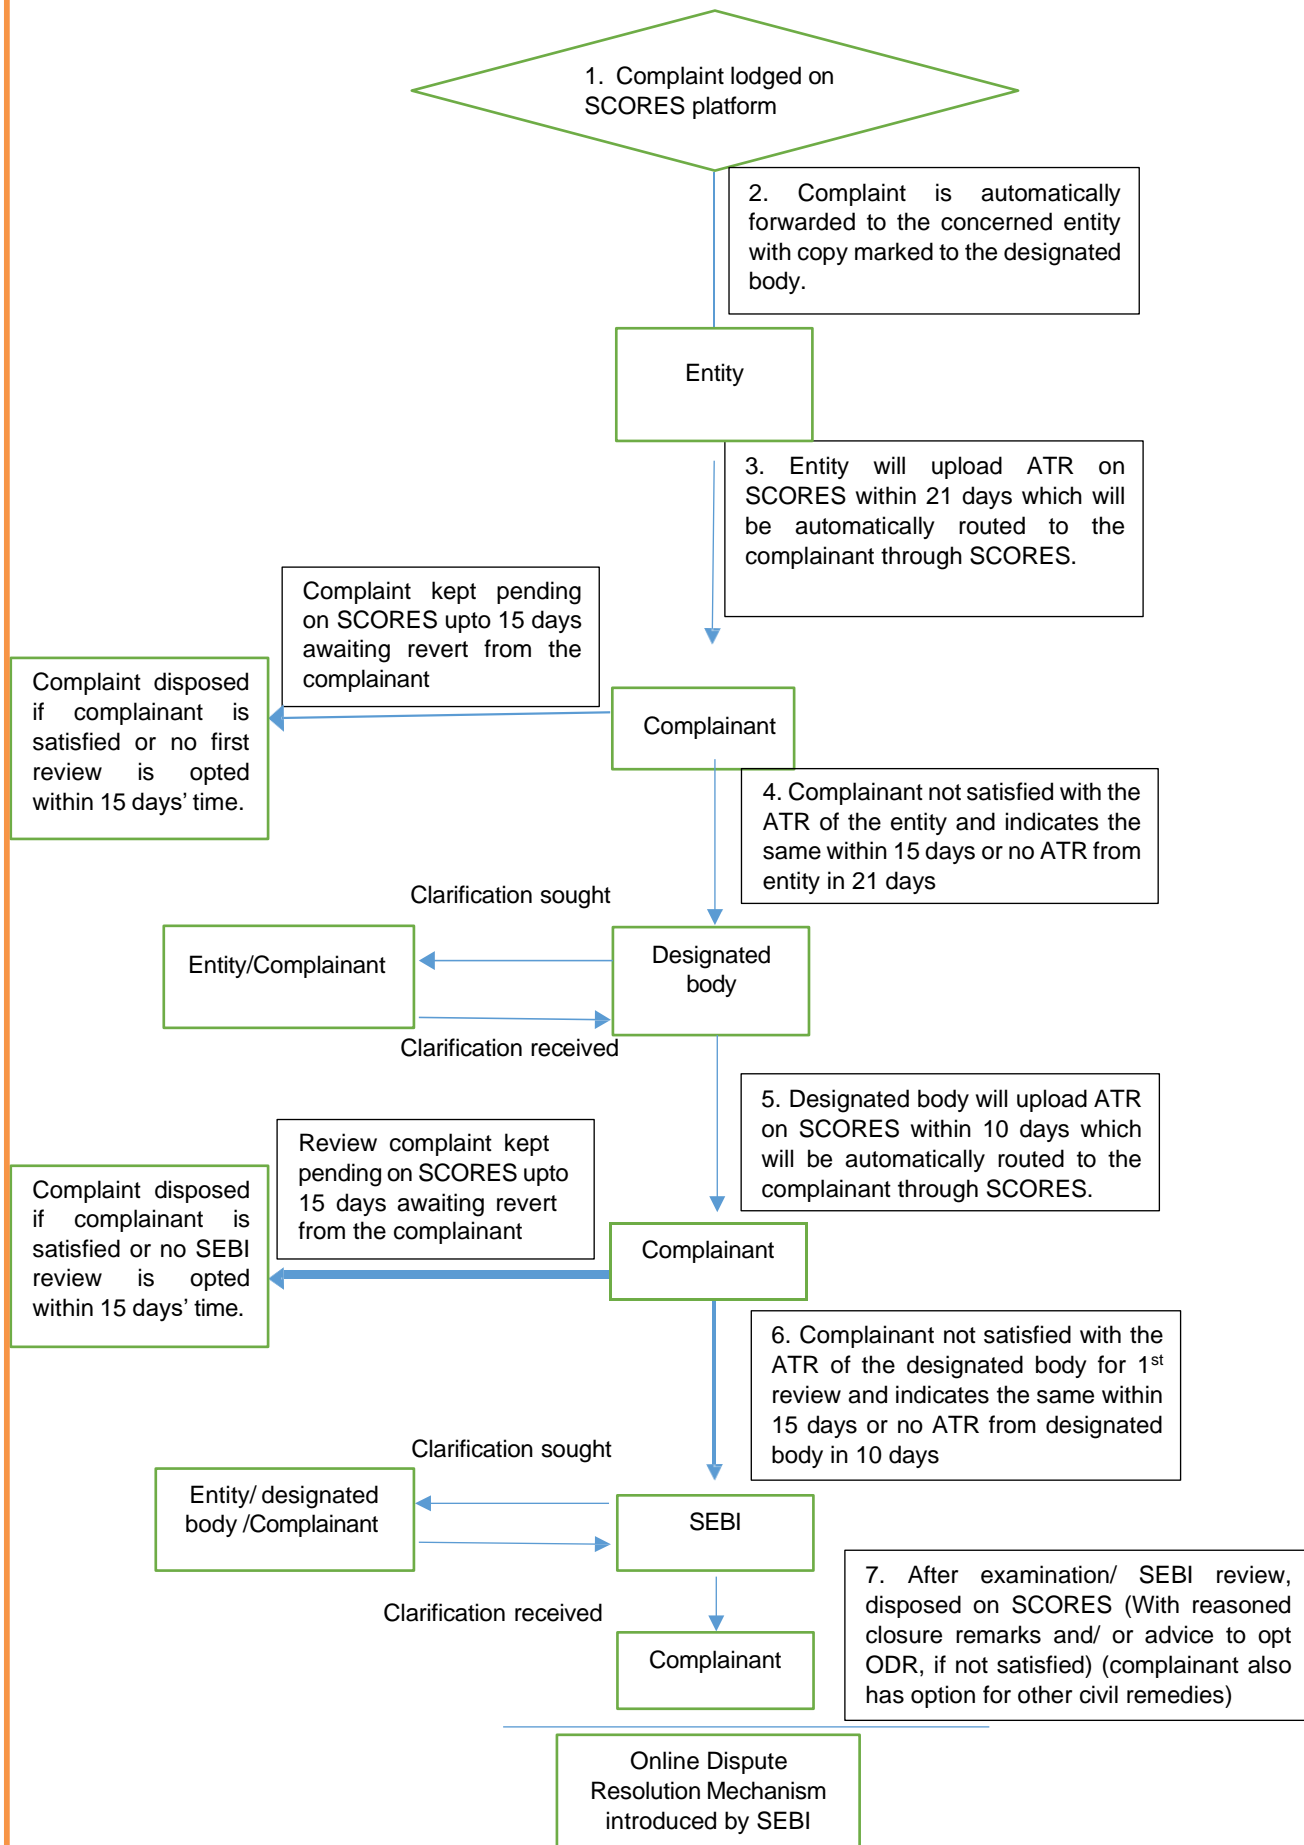 1. Complaint lodged on
SCORES platform
2. Complaint is automatically
forwarded to the concerned entity
with copy marked to the designated
body.
Entity
3. Entity will upload ATR on
SCORES within 21 days which will
be automatically routed to the
complainant through SCORES.
Complaint kept pending
on SCORES upto 15 days
awaiting revert from the
complainant
Complaint disposed
if complainant is
satisfied or no first
review is opted
within 15 days’ time.
Complainant
4. Complainant not satisfied with the
ATR of the entity and indicates the
same within 15 days or no ATR from
entity in 21 days
Clarification sought
Entity/Complainant
Designated
body
Clarification received
5. Designated body will upload ATR
on SCORES within 10 days which
will be automatically routed to the
complainant through SCORES.
Review complaint kept
pending on SCORES upto
15 days awaiting revert
from the complainant
Complaint disposed
if complainant is
satisfied or no SEBI
review is opted
within 15 days’ time.
Complainant
6. Complainant not satisfied with the
ATR of the designated body for 1st
review and indicates the same within
15 days or no ATR from designated
body in 10 days
Clarification sought
Entity/ designated
body /Complainant
SEBI
Clarification received
7. After examination/ SEBI review,
disposed on SCORES (With reasoned
closure remarks and/ or advice to opt
ODR, if not satisfied) (complainant also
has option for other civil remedies)
Complainant
Online Dispute
Resolution Mechanism
introduced by SEBI